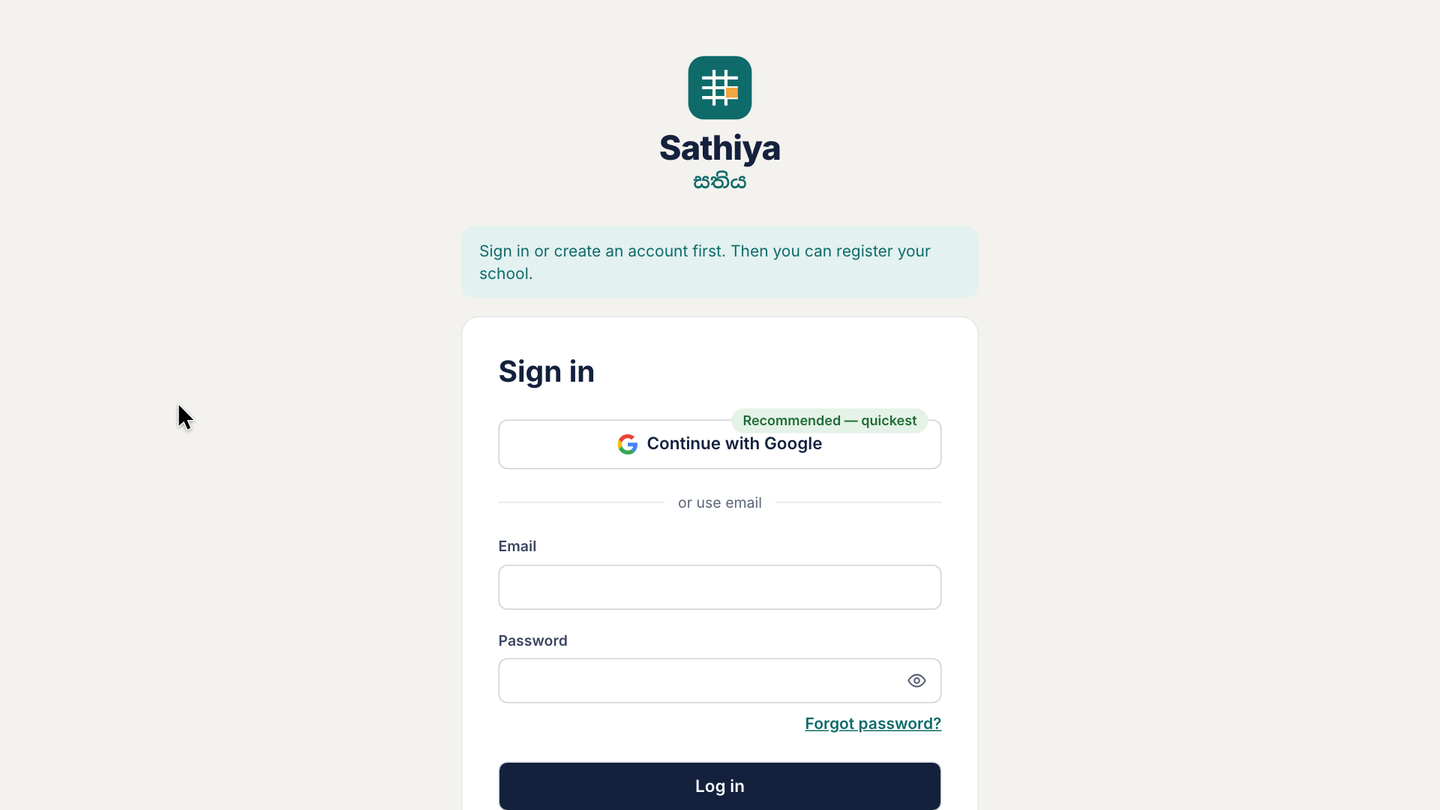 Sathiya
සතිය
Sign in or create an account first. Then you can register your
school.
Sign in
Recommended — quickest
Continue with Google
or use email
Email
Password
Forgot password?
Log in